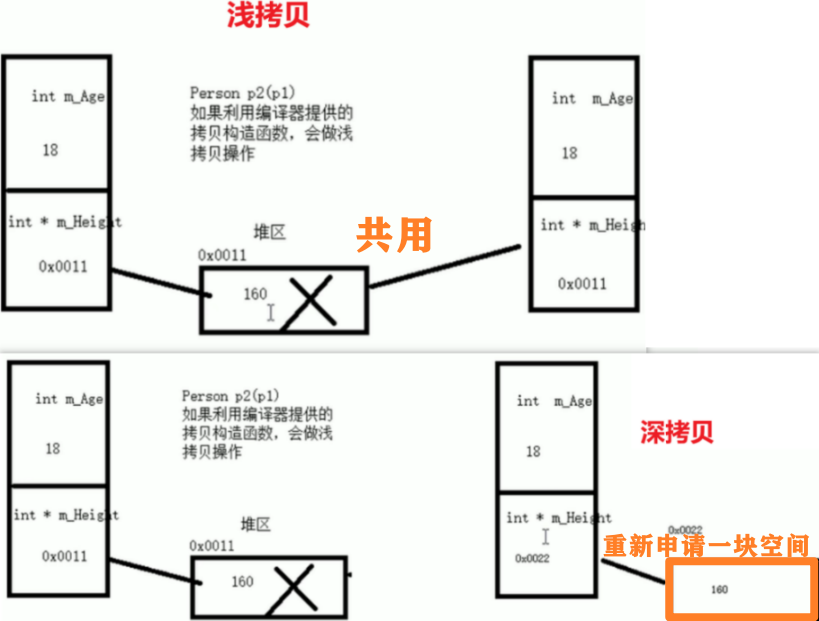 浅拷贝
int m_Age
18
int * m_Height
0x0011
Person p2(p1)
如果利用编译器提供的
拷贝构造函数，会做浅
拷贝操作
堆区
0x0011
160
共用
int m_Age
18
int * m_Heigh
0x0011
int m_Age
18
int * m_Height
0x0011
Person p2(p1)
如果利用编译器提供的
拷贝构造函数，会做浅
拷贝操作
堆区
0x0011
160
int m_Age
18
int * m_Height
0x0022
深拷贝
0x0022
重新申请一块空间
160